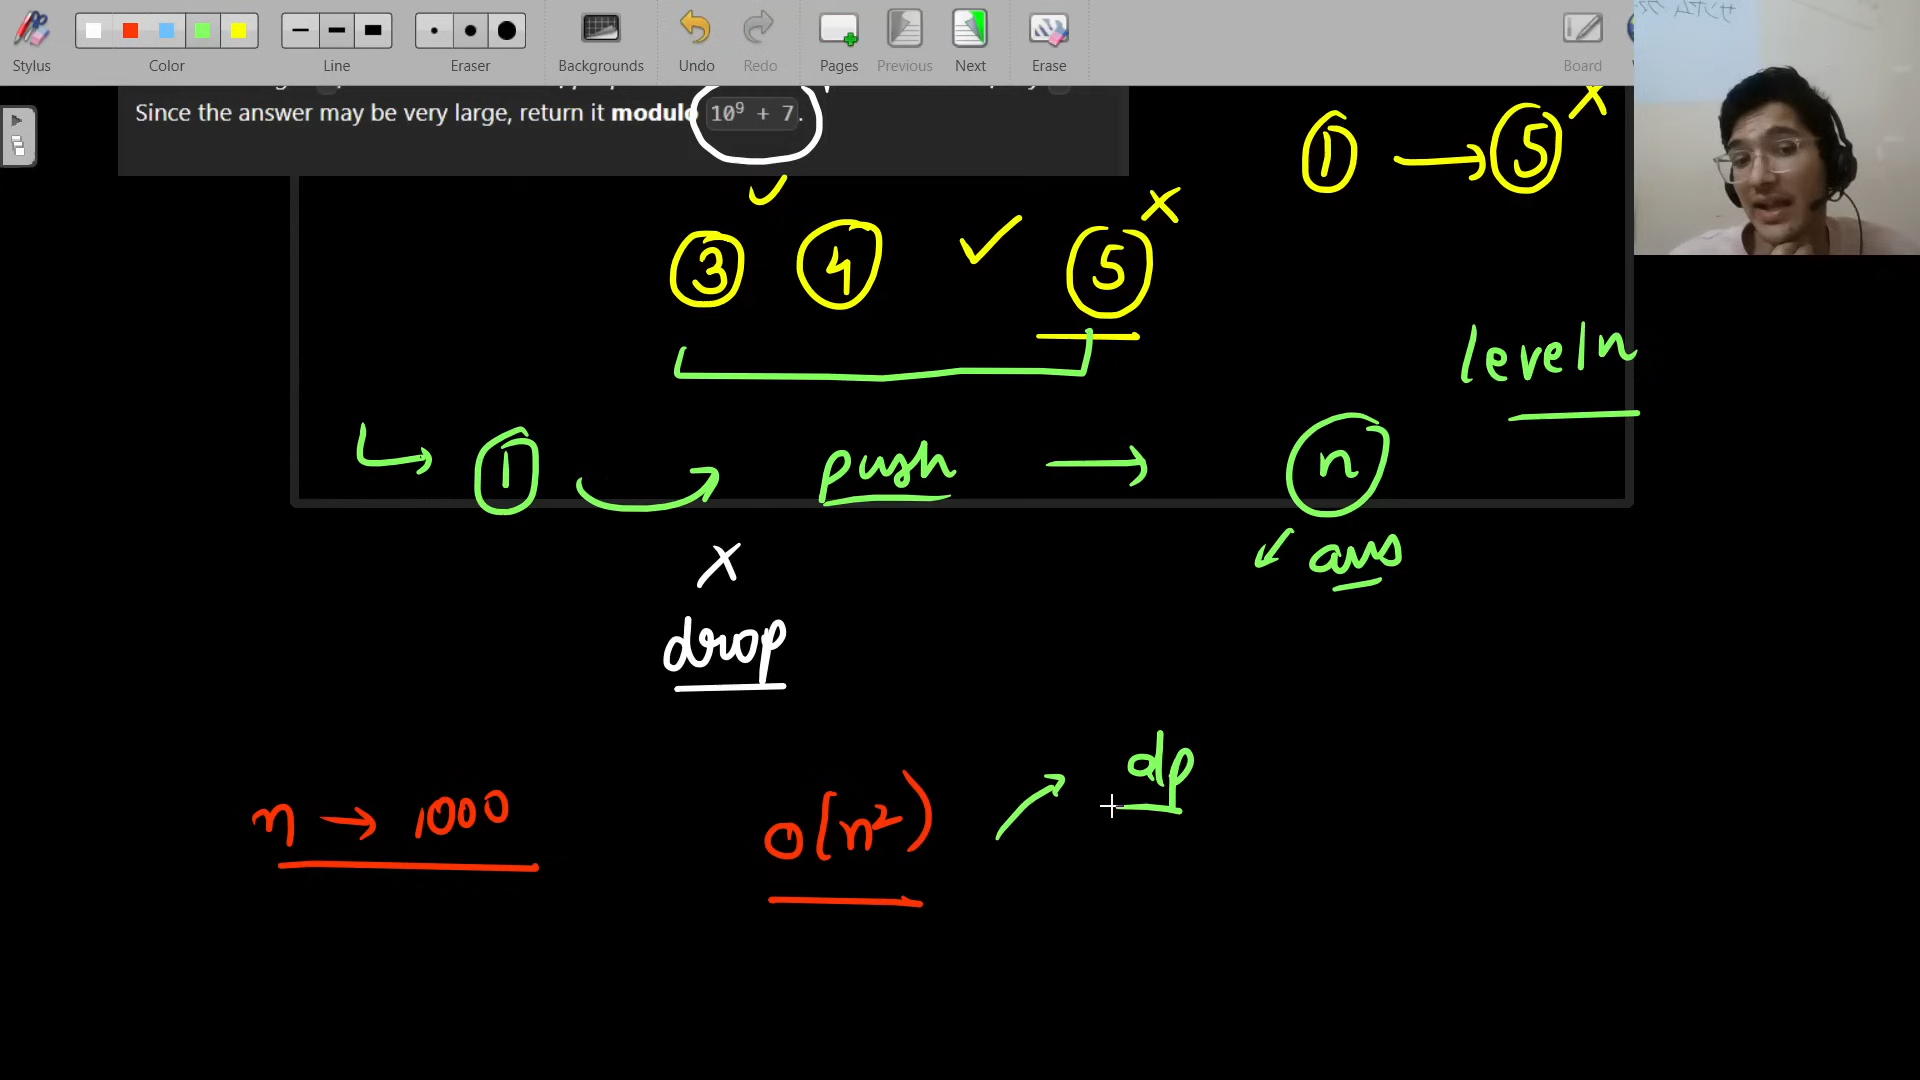 Stylus Color Line Eraser Backgrounds Undo Redo Pages Previous Next Erase Board
Since the answer may be very large, return it modulo 10⁹ + 7.
1 → 5 x
✓ x
3 4 ✓ 5
level n
1 push → n
x ans
drop
dp
n → 1000 O(n²)